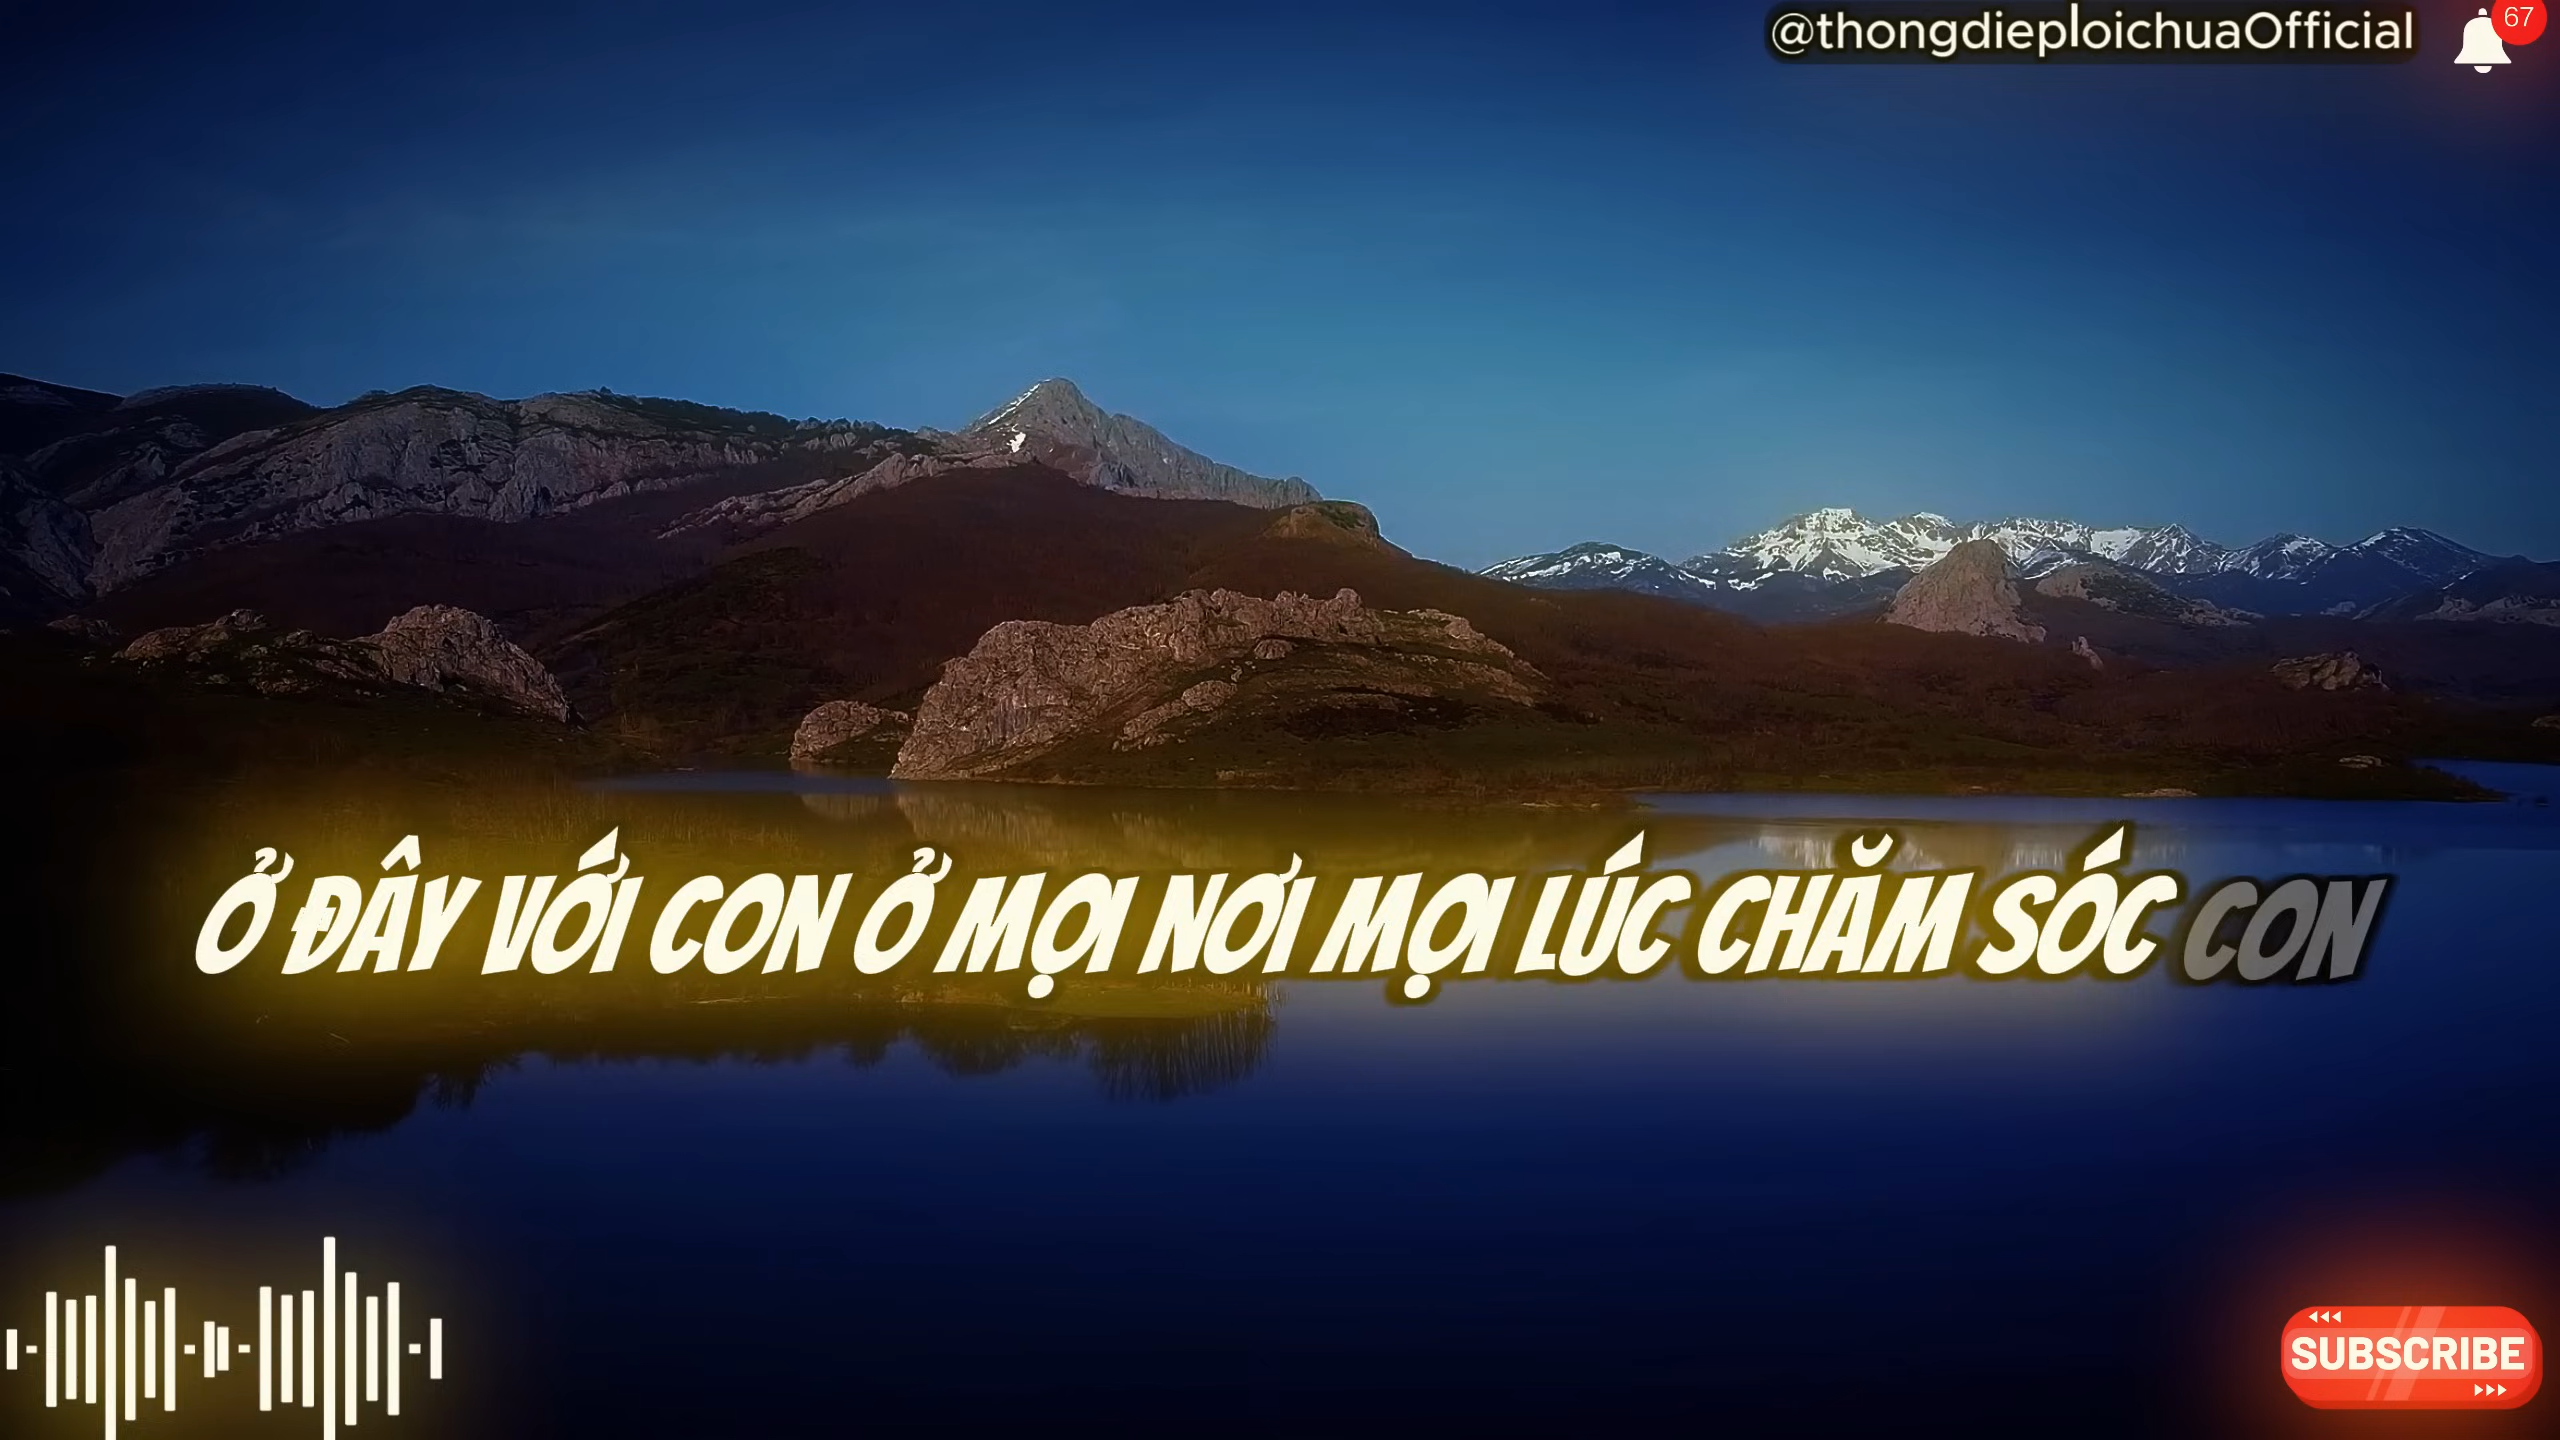 @thongdieploichuaOfficial
67
Ở ĐÂY VỚI CON Ở MỌI NƠI MỌI LÚC CHĂM SÓC CON
SUBSCRIBE